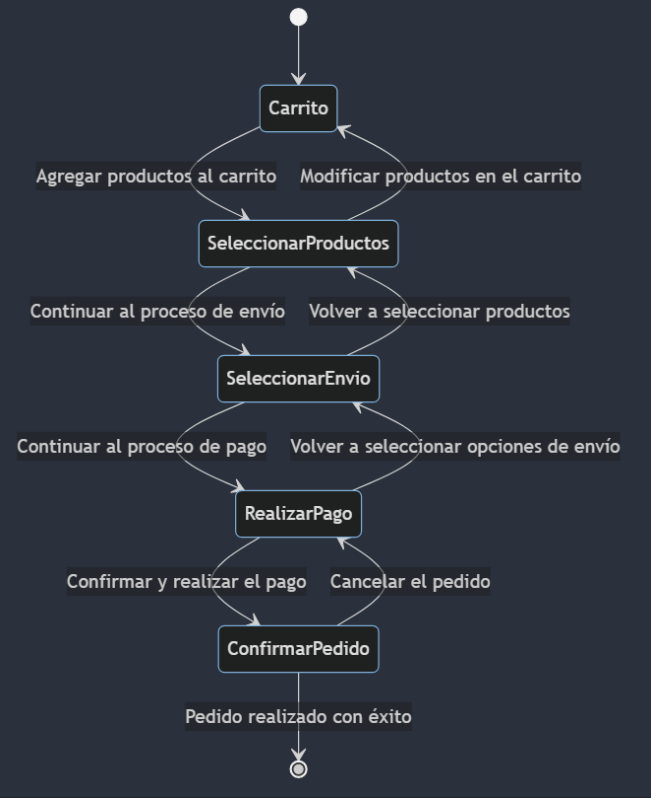 Carrito
Agregar productos al carrito
Modificar productos en el carrito
SeleccionarProductos
Continuar al proceso de envío
Volver a seleccionar productos
SeleccionarEnvio
Continuar al proceso de pago
Volver a seleccionar opciones de envío
RealizarPago
Confirmar y realizar el pago
Cancelar el pedido
ConfirmarPedido
Pedido realizado con éxito